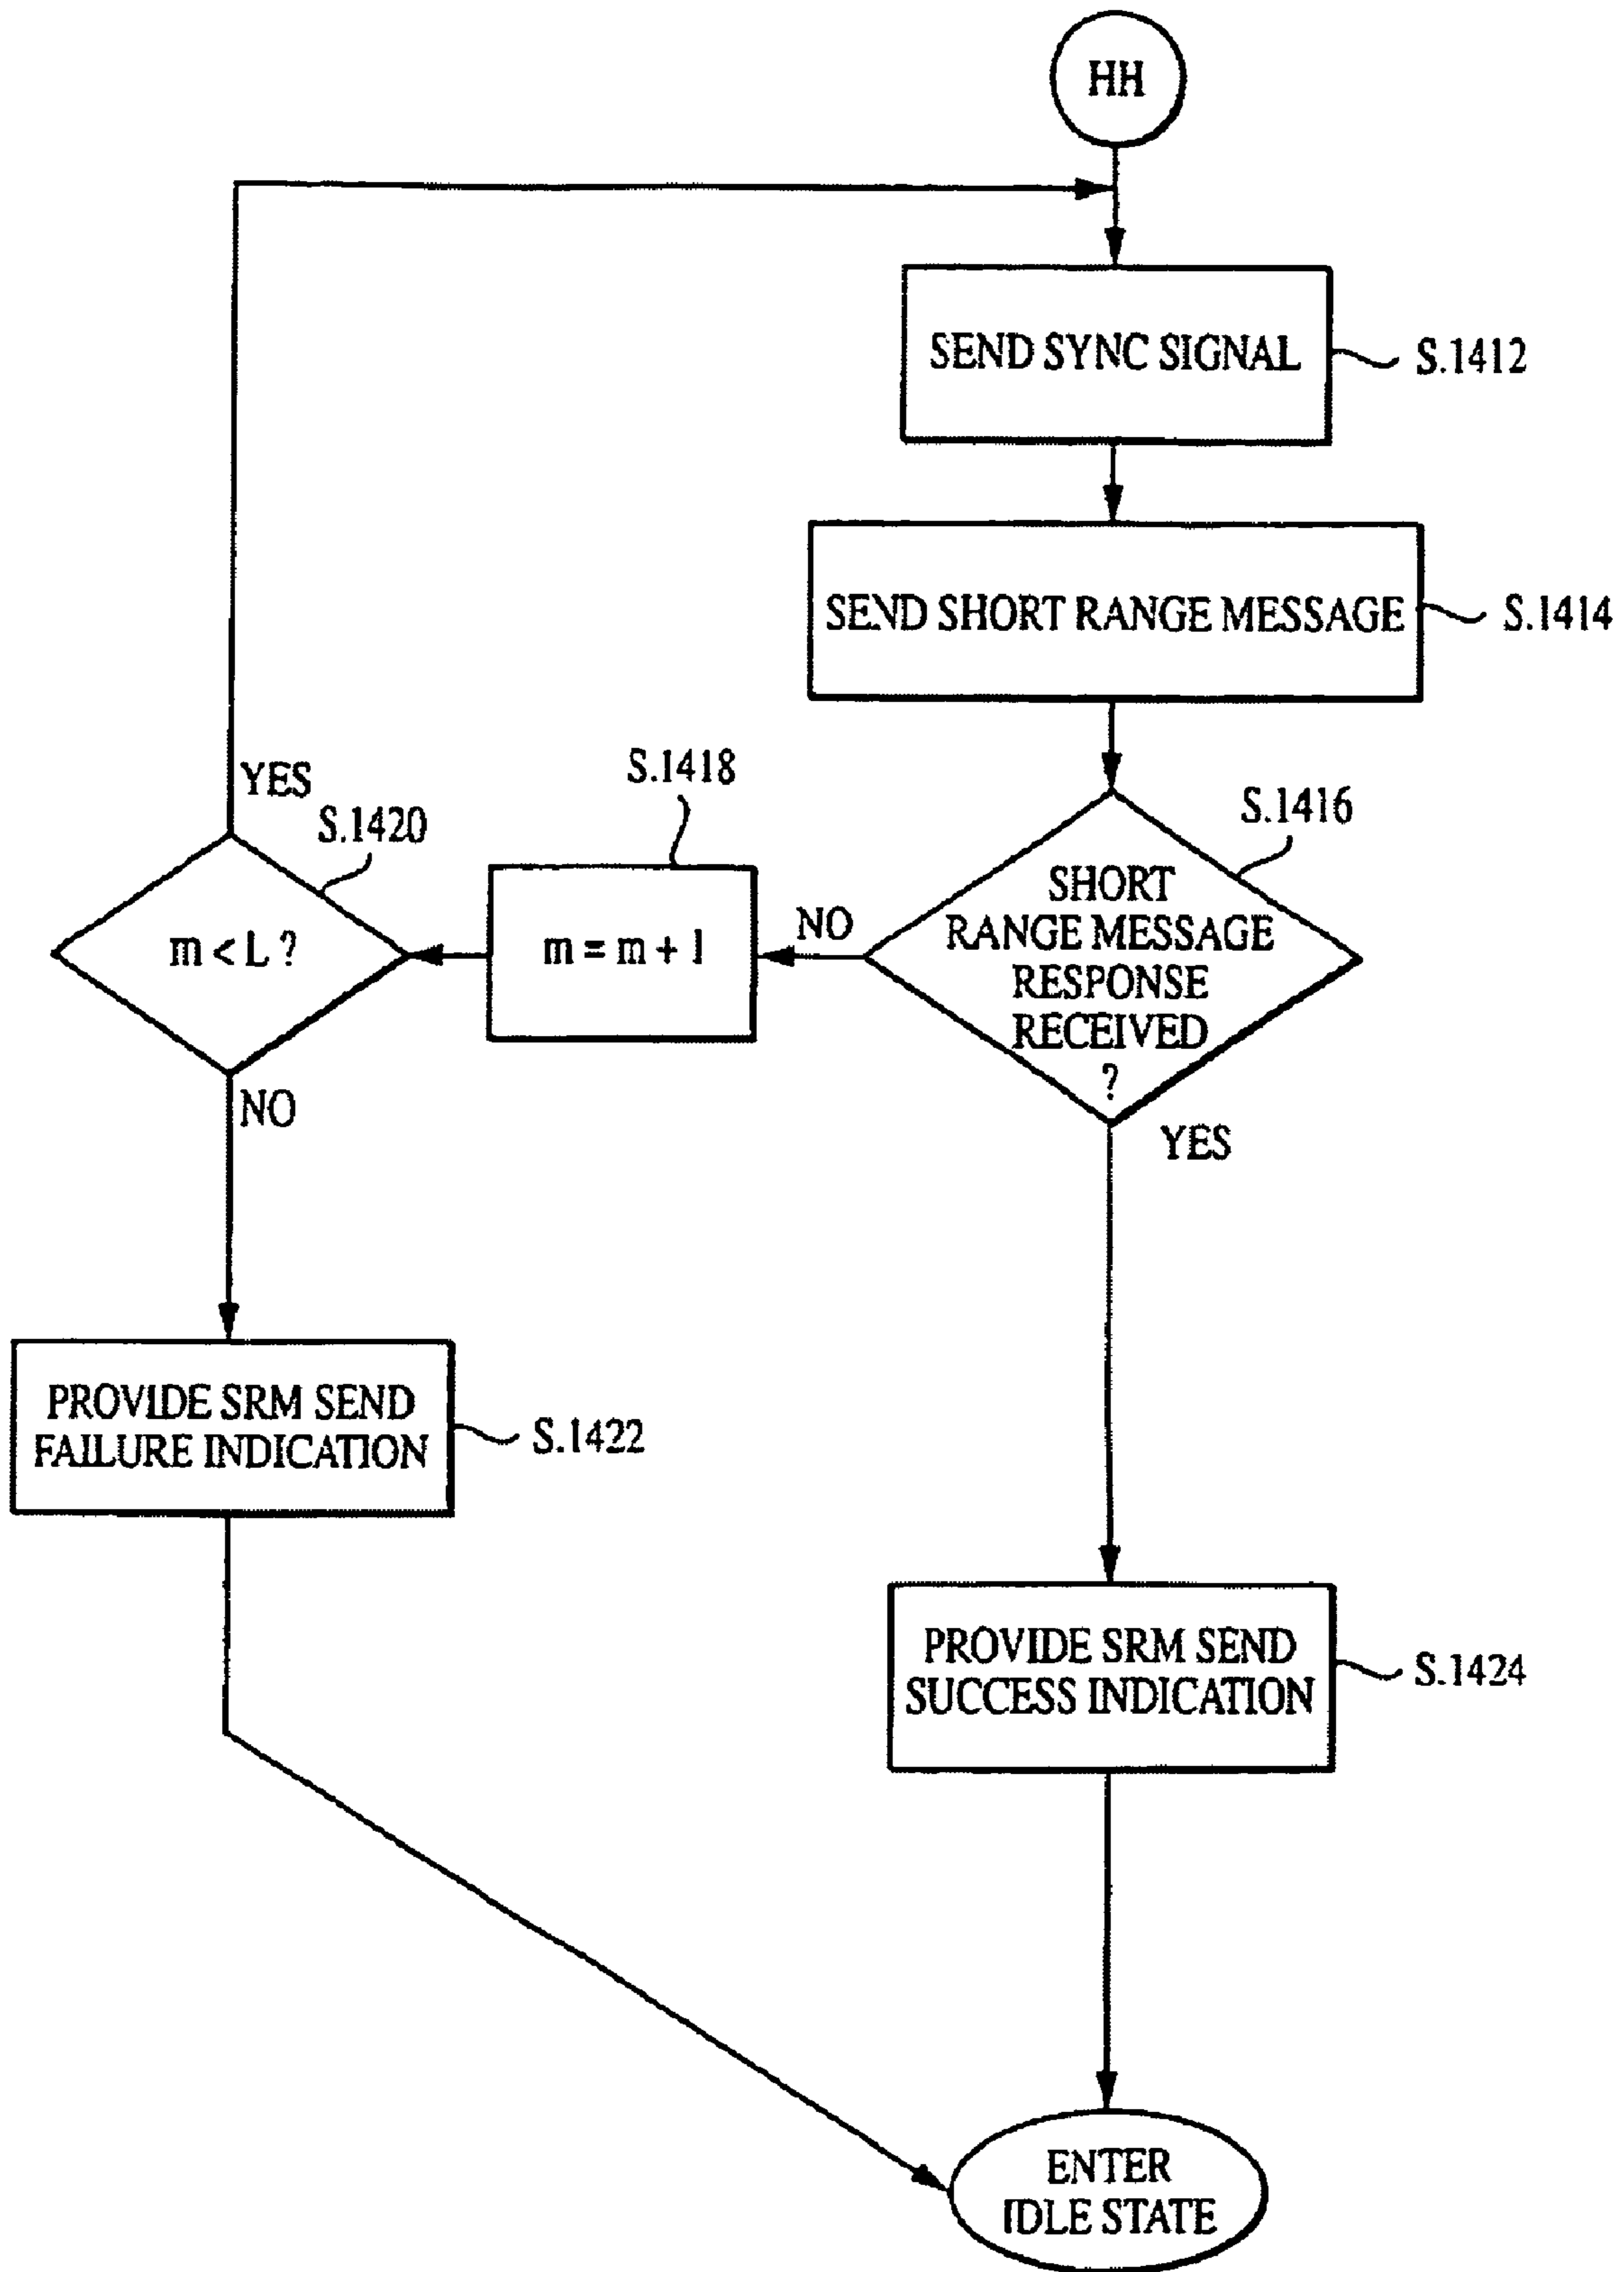 HH
SEND SYNC SIGNAL
S.1412
SEND SHORT RANGE MESSAGE
S.1414
YES
S.1420
m < L ?
NO
S.1418
m = m + 1
NO
S.1416
SHORT
RANGE MESSAGE
RESPONSE
RECEIVED
?
YES
PROVIDE SRM SEND
FAILURE INDICATION
S.1422
PROVIDE SRM SEND
SUCCESS INDICATION
S.1424
ENTER
IDLE STATE